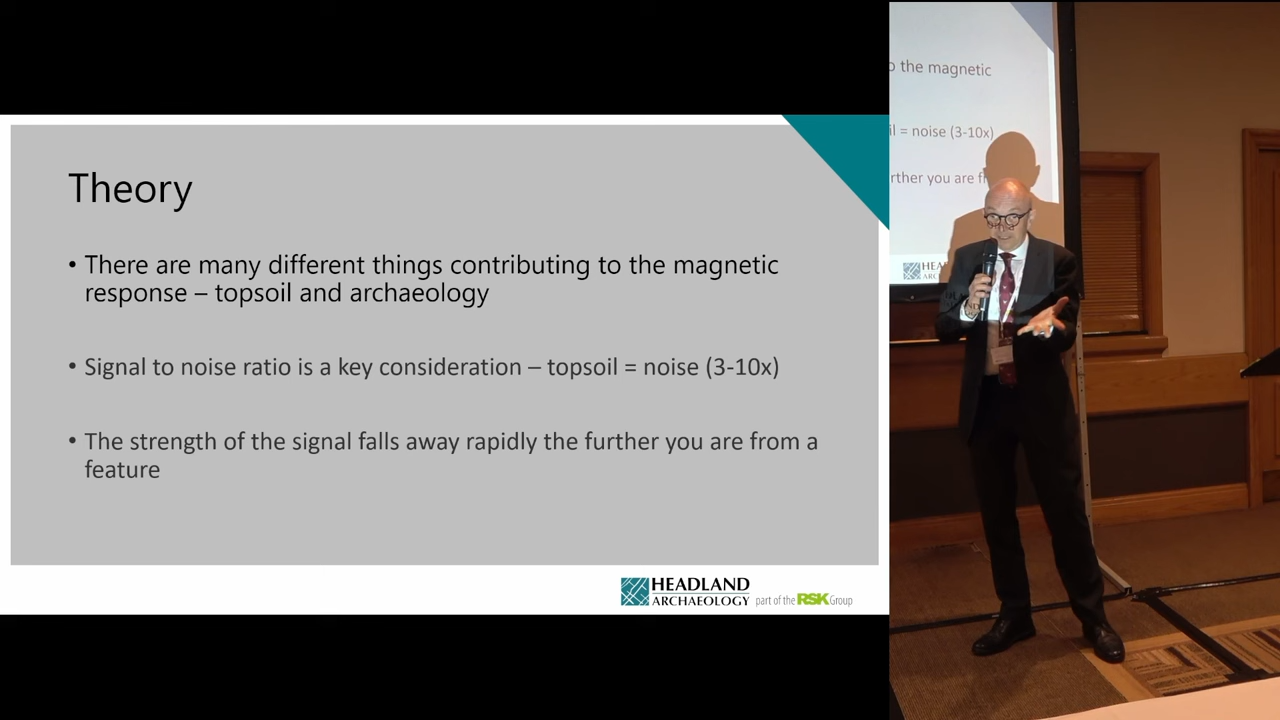 Theory
• There are many different things contributing to the magnetic
response – topsoil and archaeology
• Signal to noise ratio is a key consideration – topsoil = noise (3-10x)
• The strength of the signal falls away rapidly the further you are from a
feature
HEADLAND
ARCHAEOLOGY part of the RSK Group
the magnetic
= noise (3-10x)
you are